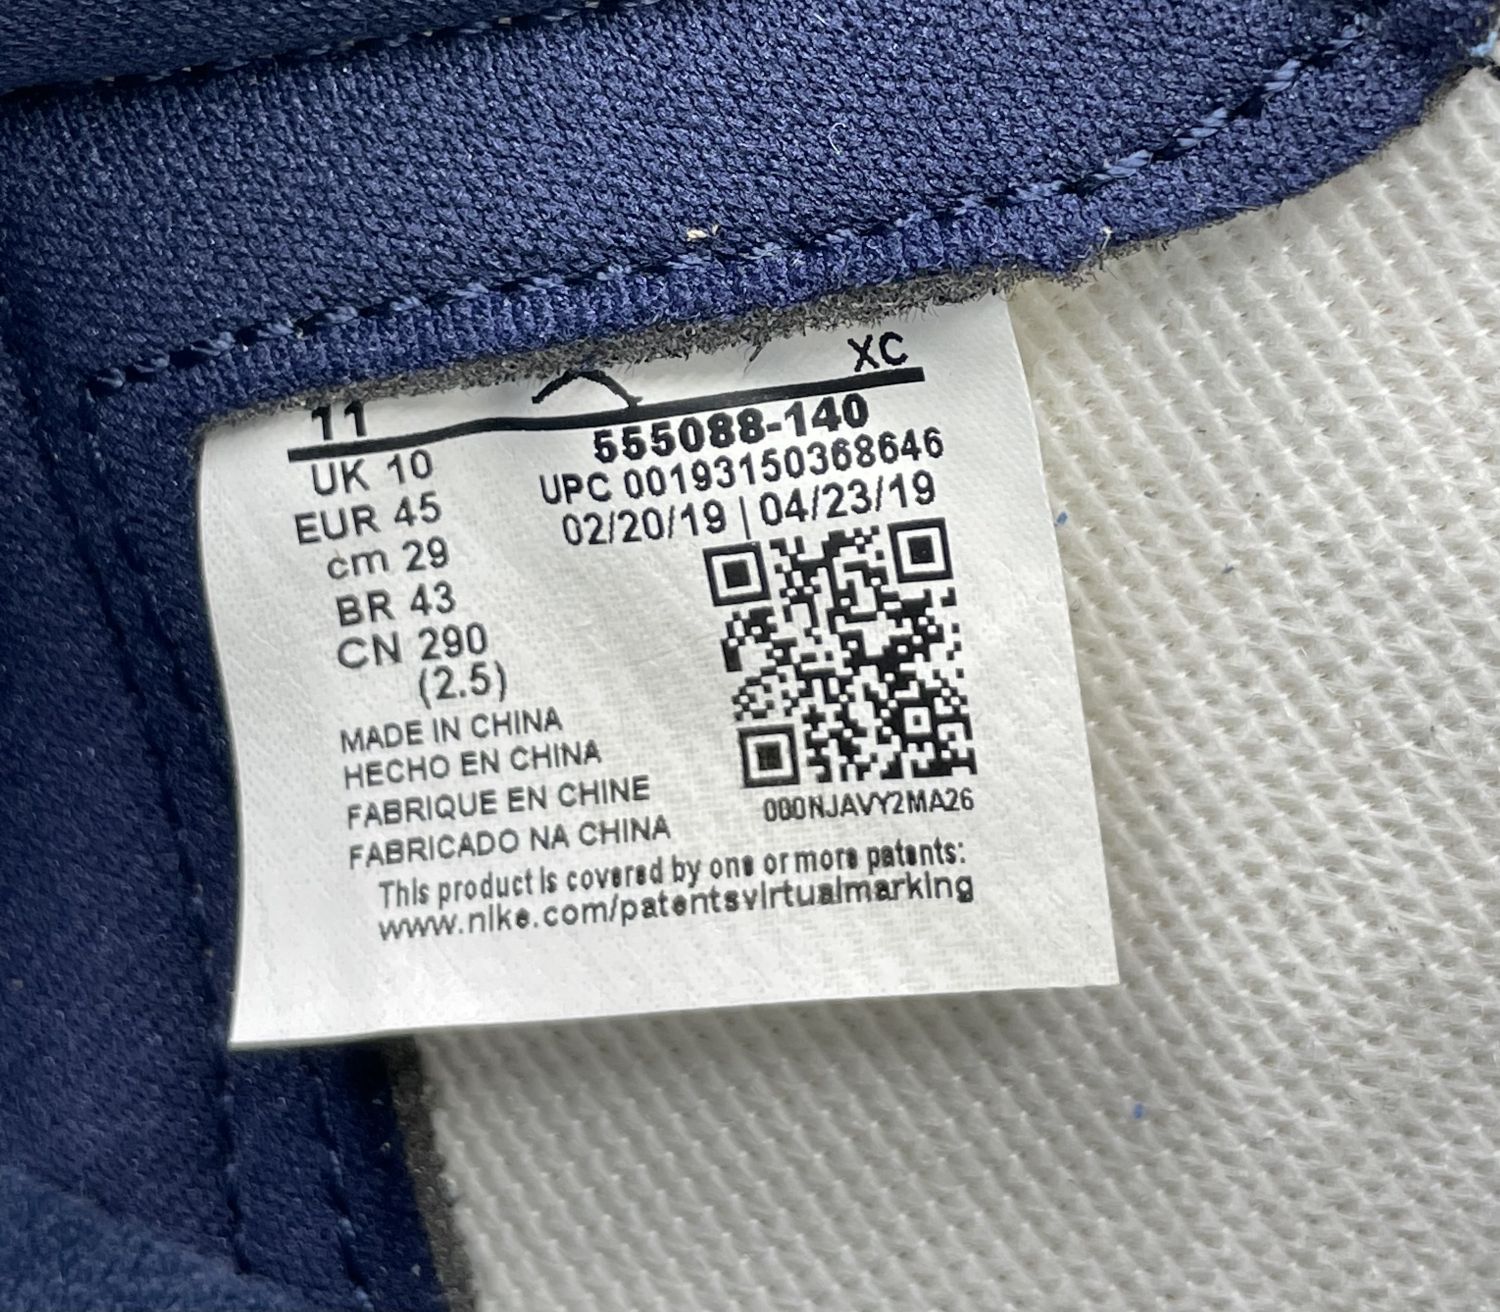 11 XC
UK 10 555088-140
EUR 45 UPC 00193150368646
cm 29 02/20/19 | 04/23/19
BR 43
CN 290
(2.5)
MADE IN CHINA
HECHO EN CHINA
FABRIQUE EN CHINE
FABRICADO NA CHINA
000NJAVY2MA26
This product is covered by one or more patents:
www.nike.com/patentsvirtualmarking